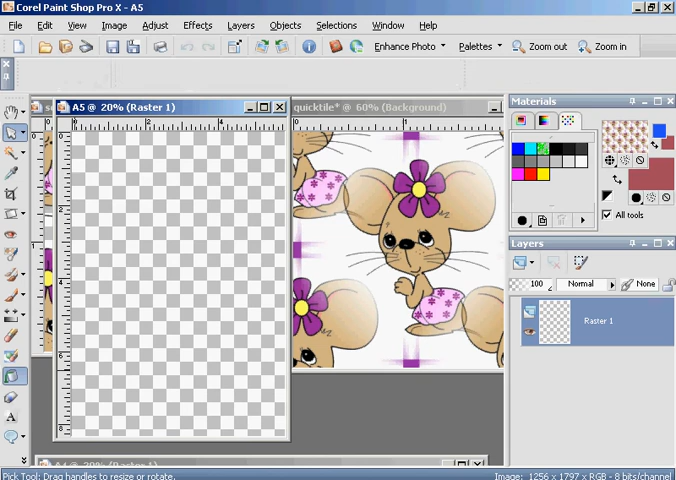 Corel Paint Shop Pro X - A5
File Edit View Image Adjust Effects Layers Objects Selections Window Help
Enhance Photo Palettes Zoom out Zoom in
A5 @ 20% (Raster 1)
quicktile* @ 60% (Background)
Materials
All tools
Layers
100 Normal None
Raster 1
Pick Tool: Drag handles to resize or rotate.
Image: 1256 x 1797 x RGB - 8 bits/channel